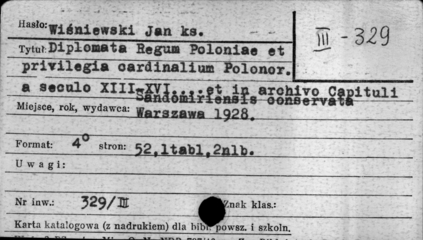 Hasło: Wiśniewski Jan ks.
III - 329
Tytuł: Diplomata Regum Poloniae et
privilegia cardinalium Polonor.
a seculo XIII-XVI....et in archivo Capituli
Sandomiriensis conservata
Miejsce, rok, wydawca: Warszawa 1928.
Format: 4° stron: 52,1tabl,2nlb.
Uwagi:
Nr inw.: 329/III Znak klas.:
Karta katalogowa (z nadrukiem) dla bibl. powsz. i szkoln.